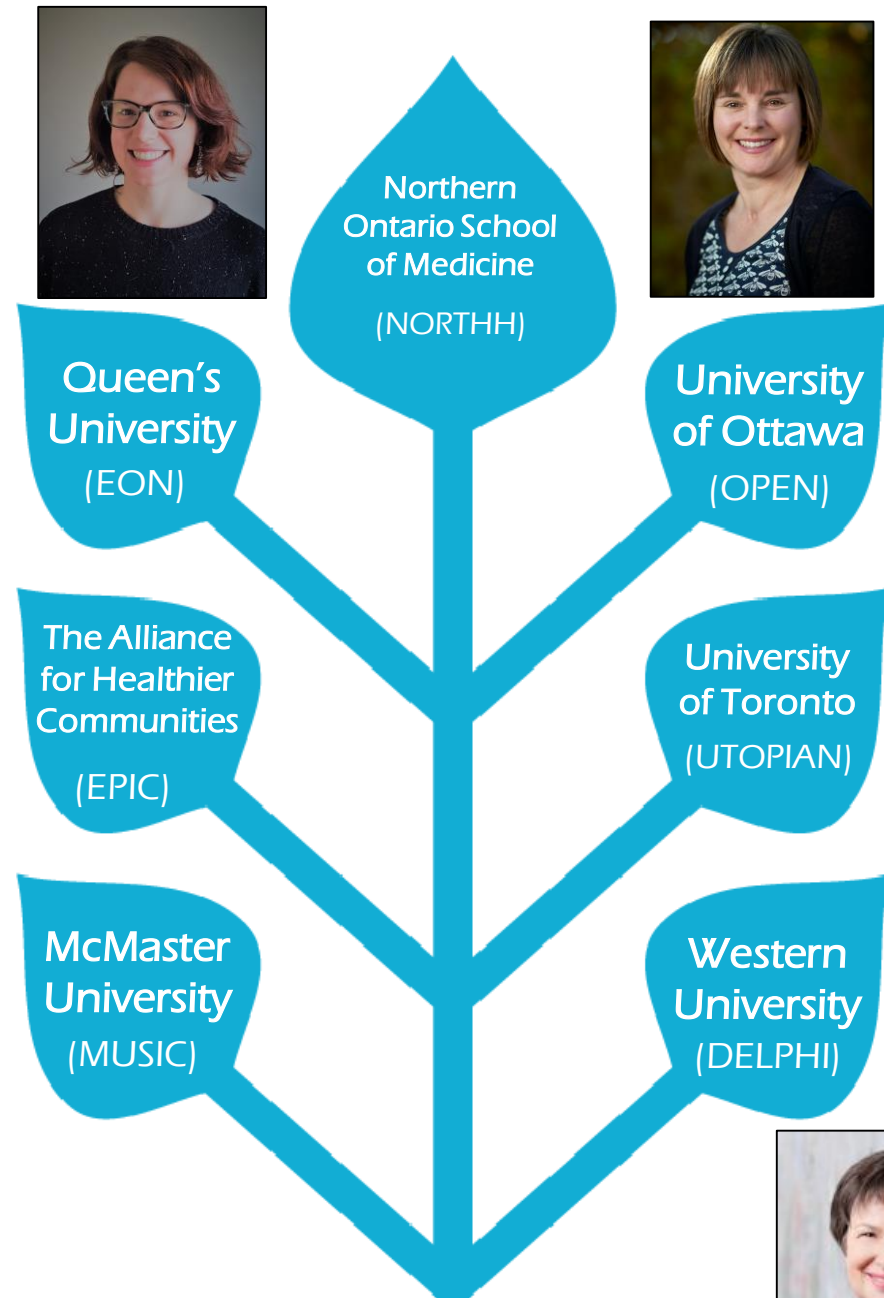 Northern
Ontario School
of Medicine
(NORTHH)
Queen's
University
(EON)
University
of Ottawa
(OPEN)
The Alliance
for Healthier
Communities
(EPIC)
University
of Toronto
(UTOPIAN)
McMaster
University
(MUSIC)
Western
University
(DELPHI)